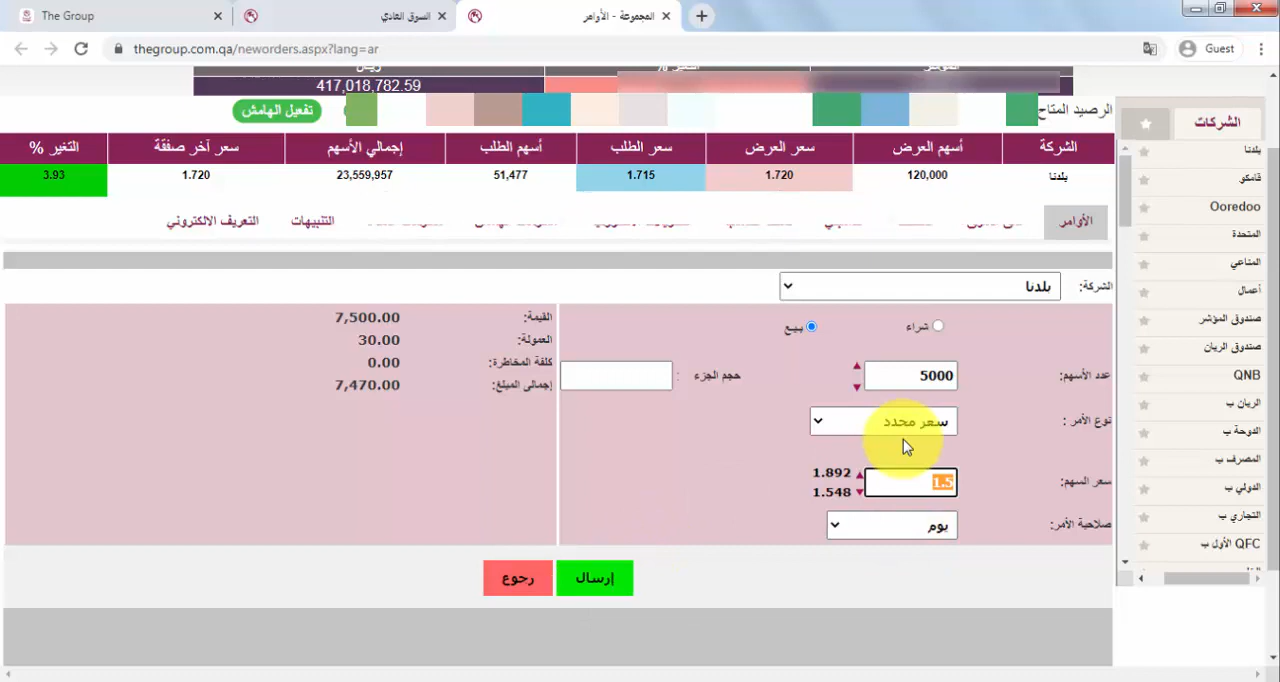 The Group
السوق العادي
المجموعة - الأوامر
thegroup.com.qa/neworders.aspx?lang=ar
Guest
417,018,782.59
الرصيد المتاح
تفعيل الهامش
الشركة أسهم العرض سعر العرض سعر الطلب أسهم الطلب إجمالي الأسهم سعر آخر صفقة التغير %
بلدنا 120,000 1.720 1.715 51,477 23,559,957 1.720 3.93
الأوامر
التنبيهات
التعريف الالكتروني
الشركة: بلدنا
شراء بيع
عدد الأسهم: 5000
حجم الجزء :
نوع الأمر : سعر محدد
سعر السهم: 1.5
1.892
1.548
صلاحية الأمر: يوم
القيمة: 7,500.00
العمولة: 30.00
كلفة المخاطرة: 0.00
إجمالى المبلغ: 7,470.00
إرسال
رجوع
الشركات
بلدنا
قامكو
Ooredoo
المتحدة
المناعي
أعمال
صندوق المؤشر
صندوق الريان
QNB
الريان ب
الدوحة ب
المصرف ب
الدولي ب
التجاري ب
QFC الأول ب